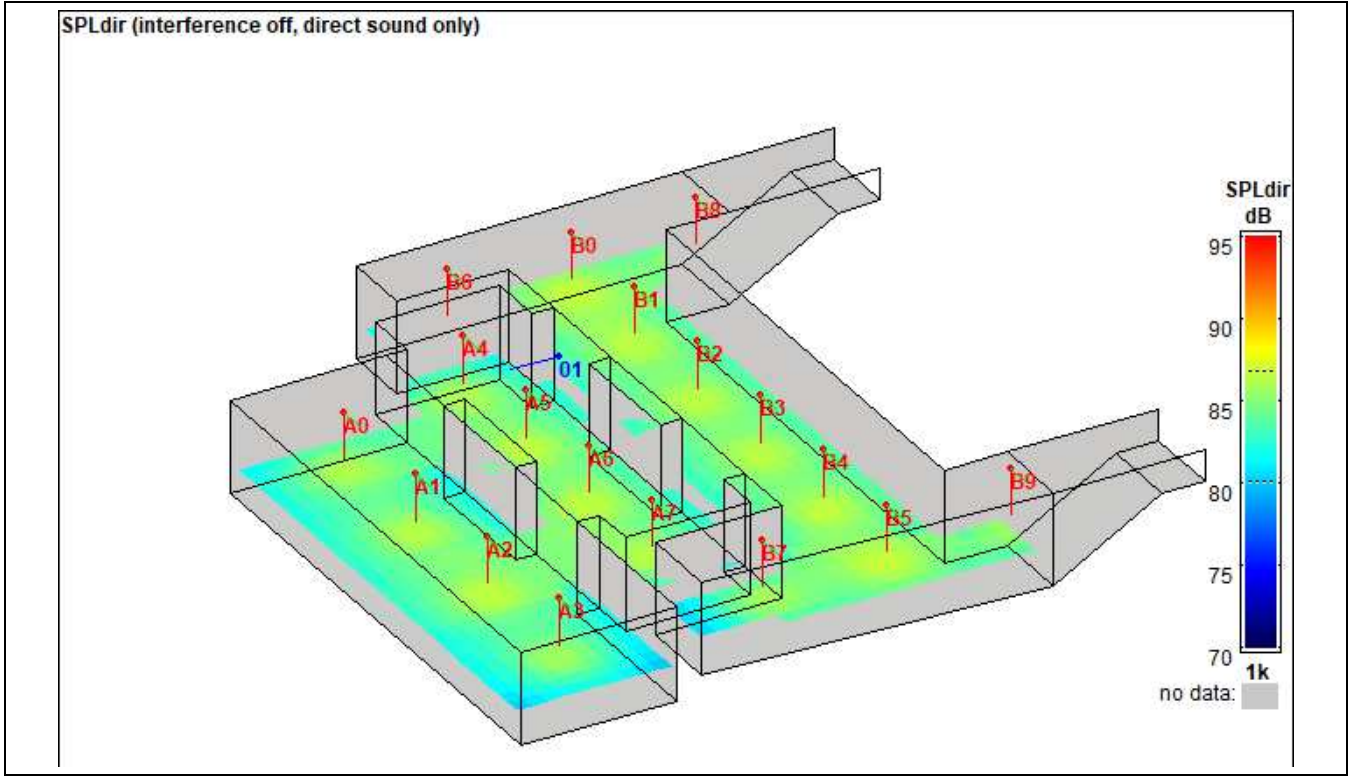 SPLdir (interference off, direct sound only)
B8
B0
B6
B1
A4
B2
01
A5
B3
A0
A6
B4
A1
A7
B9
B5
A2
B7
A3
SPLdir
dB
95
90
85
80
75
70
1k
no data: